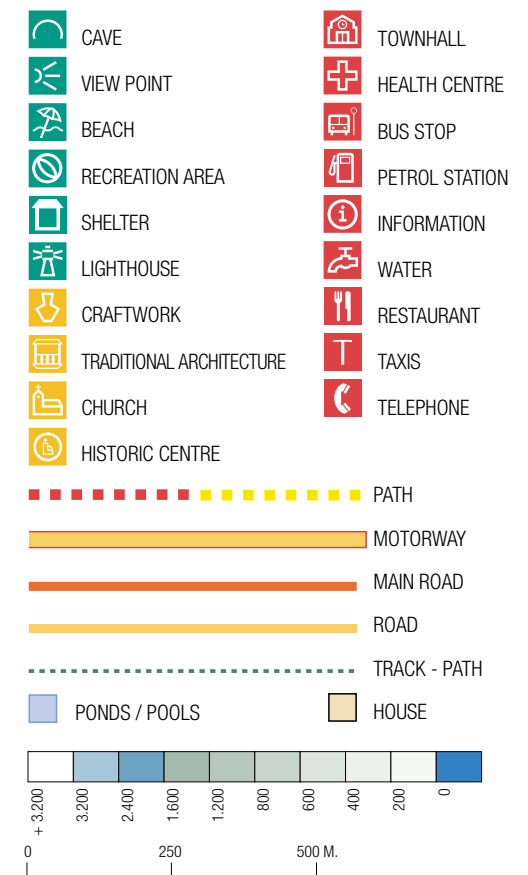 CAVE
VIEW POINT
BEACH
RECREATION AREA
SHELTER
LIGHTHOUSE
CRAFTWORK
TRADITIONAL ARCHITECTURE
CHURCH
HISTORIC CENTRE
TOWNHALL
HEALTH CENTRE
BUS STOP
PETROL STATION
i
INFORMATION
WATER
RESTAURANT
T
TAXIS
TELEPHONE
PATH
MOTORWAY
MAIN ROAD
ROAD
TRACK - PATH
PONDS / POOLS
HOUSE
+ 3.200
3.200
2.400
1.600
1.200
800
600
400
200
0
0 250 500 M.